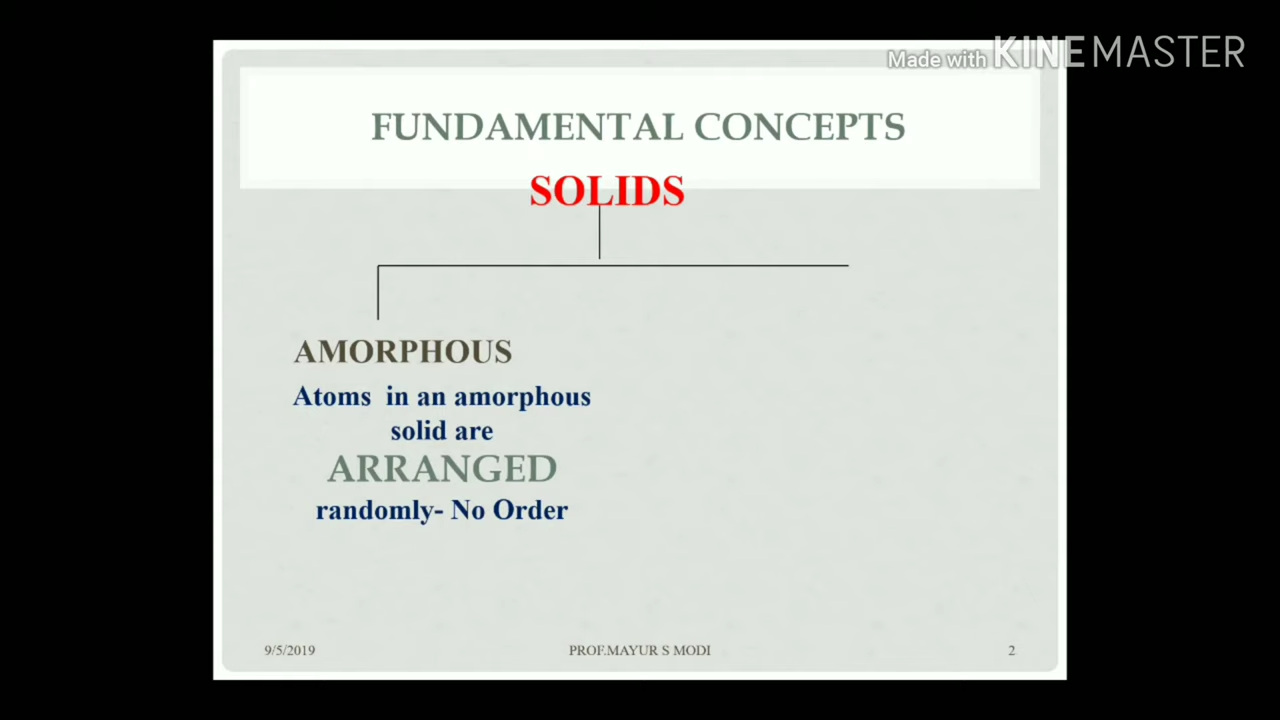 Made with KINEMASTER
FUNDAMENTAL CONCEPTS
SOLIDS
AMORPHOUS
Atoms in an amorphous
solid are
ARRANGED
randomly- No Order
9/5/2019
PROF.MAYUR S MODI
2